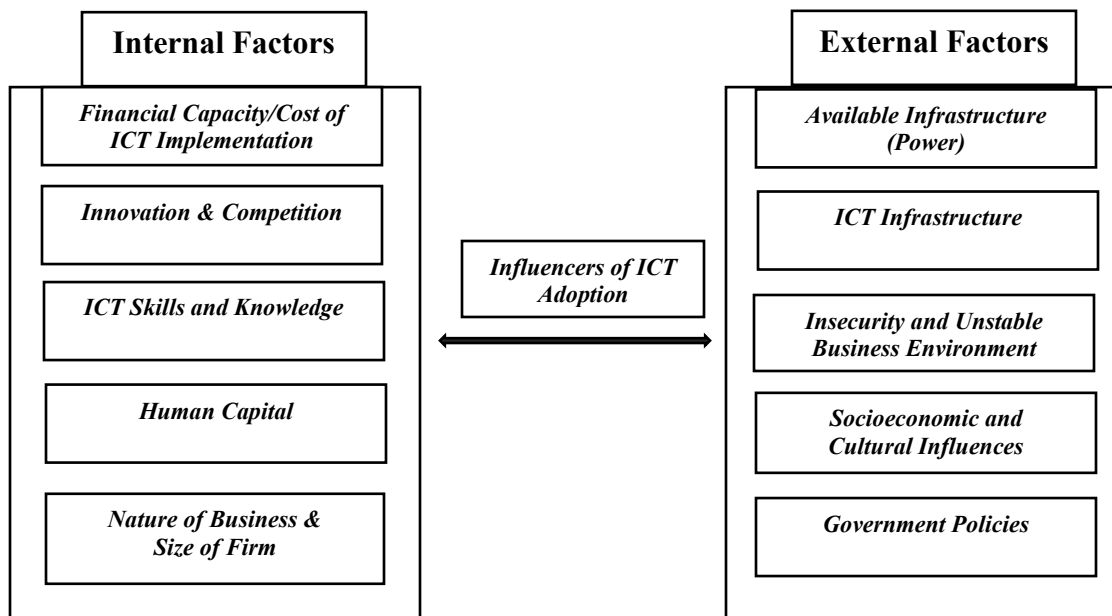 Internal Factors
Financial Capacity/Cost of
ICT Implementation
Innovation & Competition
ICT Skills and Knowledge
Human Capital
Nature of Business &
Size of Firm
Influencers of ICT
Adoption
External Factors
Available Infrastructure
(Power)
ICT Infrastructure
Insecurity and Unstable
Business Environment
Socioeconomic and
Cultural Influences
Government Policies